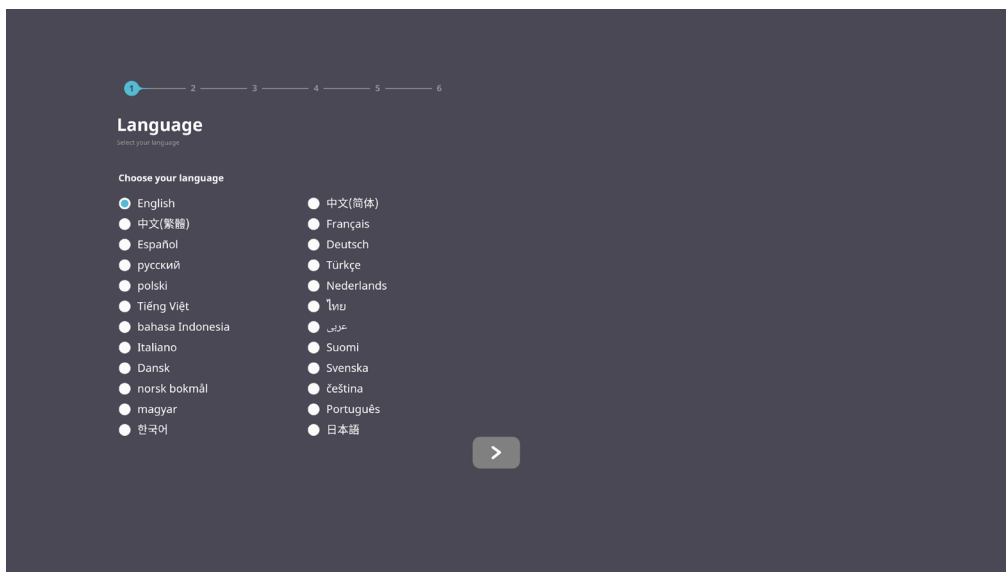 1 2 3 4 5 6
Language
Select your language
Choose your language
English
中文(简体)
中文(繁體)
Français
Español
Deutsch
русский
Türkçe
polski
Nederlands
Tiếng Việt
ไทย
bahasa Indonesia
عربى
Italiano
Suomi
Dansk
Svenska
norsk bokmål
čeština
magyar
Português
한국어
日本語